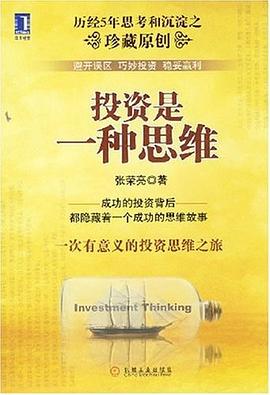 历经5年思考和沉淀之
珍藏原创
避开误区 巧妙投资 稳妥赢利
投资是
一种思维
张荣亮◎著
成功的投资背后
都隐藏着一个成功的思维故事
一次有意义的投资思维之旅
Investment Thinking
机械工业出版社
China Machine Press